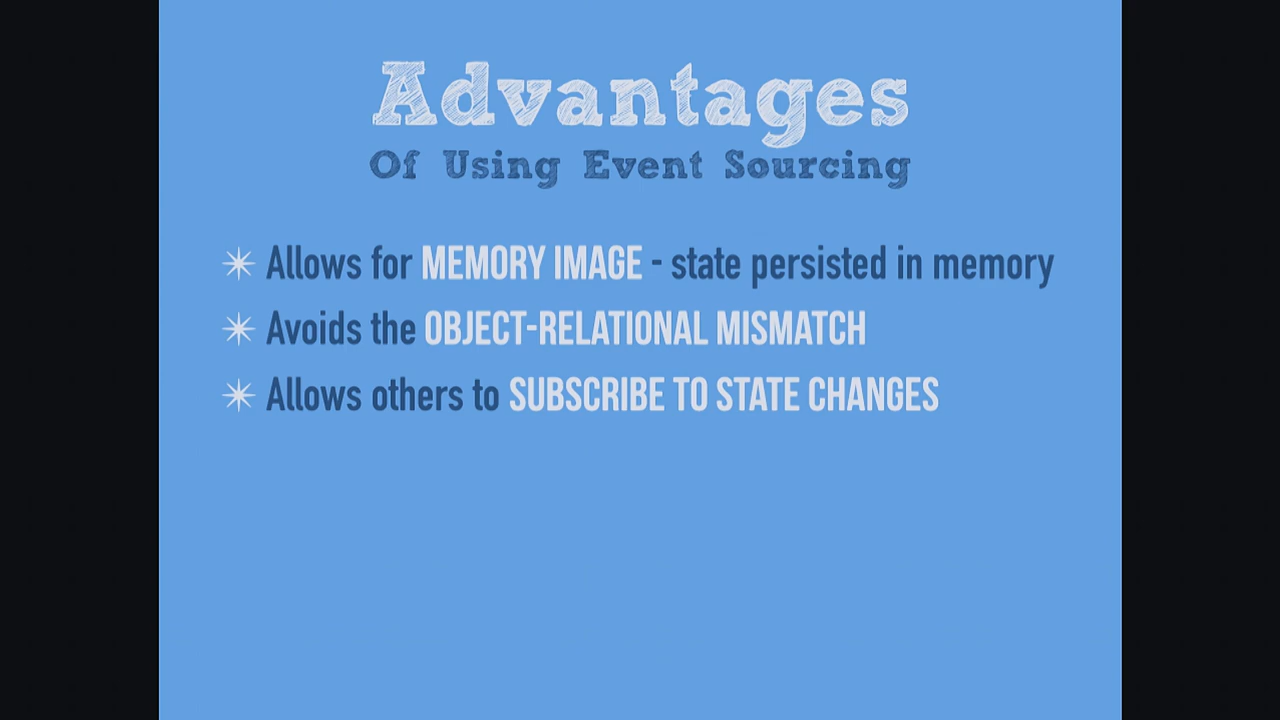 Advantages
Of Using Event Sourcing
Allows for MEMORY IMAGE - state persisted in memory
Avoids the OBJECT-RELATIONAL MISMATCH
Allows others to SUBSCRIBE TO STATE CHANGES